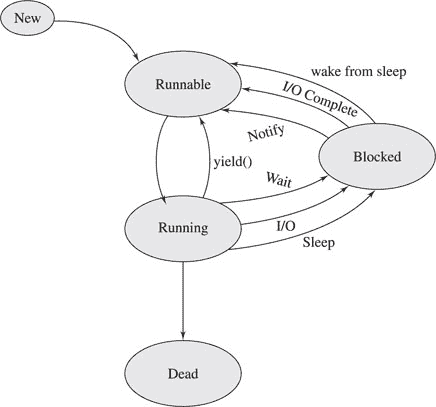 New
wake from sleep
Runnable
I/O Complete
Notify
Blocked
yield()
Wait
Running
I/O
Sleep
Dead